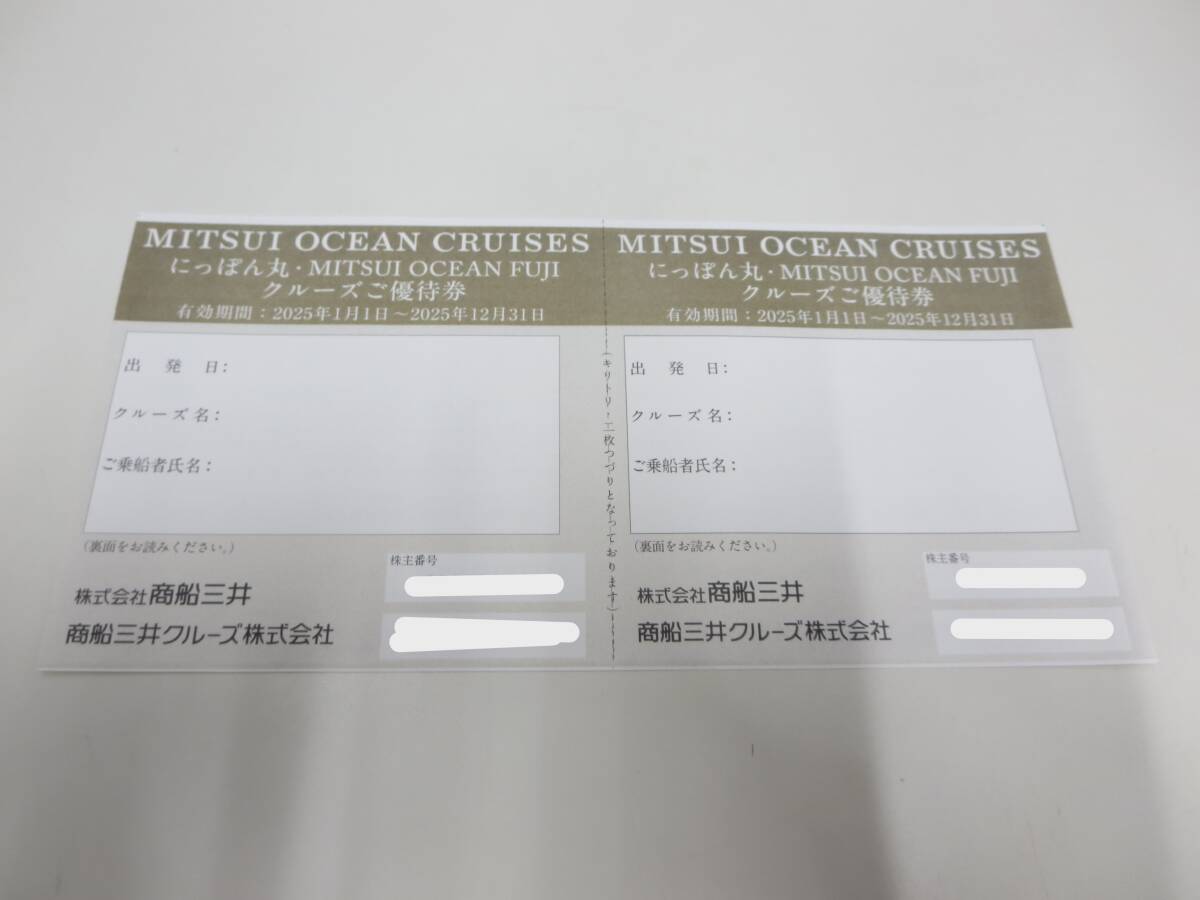 MITSUI OCEAN CRUISES
にっぽん丸・MITSUI OCEAN FUJI
クルーズご優待券
有効期間：2025年1月1日～2025年12月31日
出発日：
クルーズ名：
ご乗船者氏名：
(裏面をお読みください。)
株主番号
株式会社商船三井
商船三井クルーズ株式会社
(キリトリ・二枚つづりとなっております)
MITSUI OCEAN CRUISES
にっぽん丸・MITSUI OCEAN FUJI
クルーズご優待券
有効期間：2025年1月1日～2025年12月31日
出発日：
クルーズ名：
ご乗船者氏名：
(裏面をお読みください。)
株主番号
株式会社商船三井
商船三井クルーズ株式会社